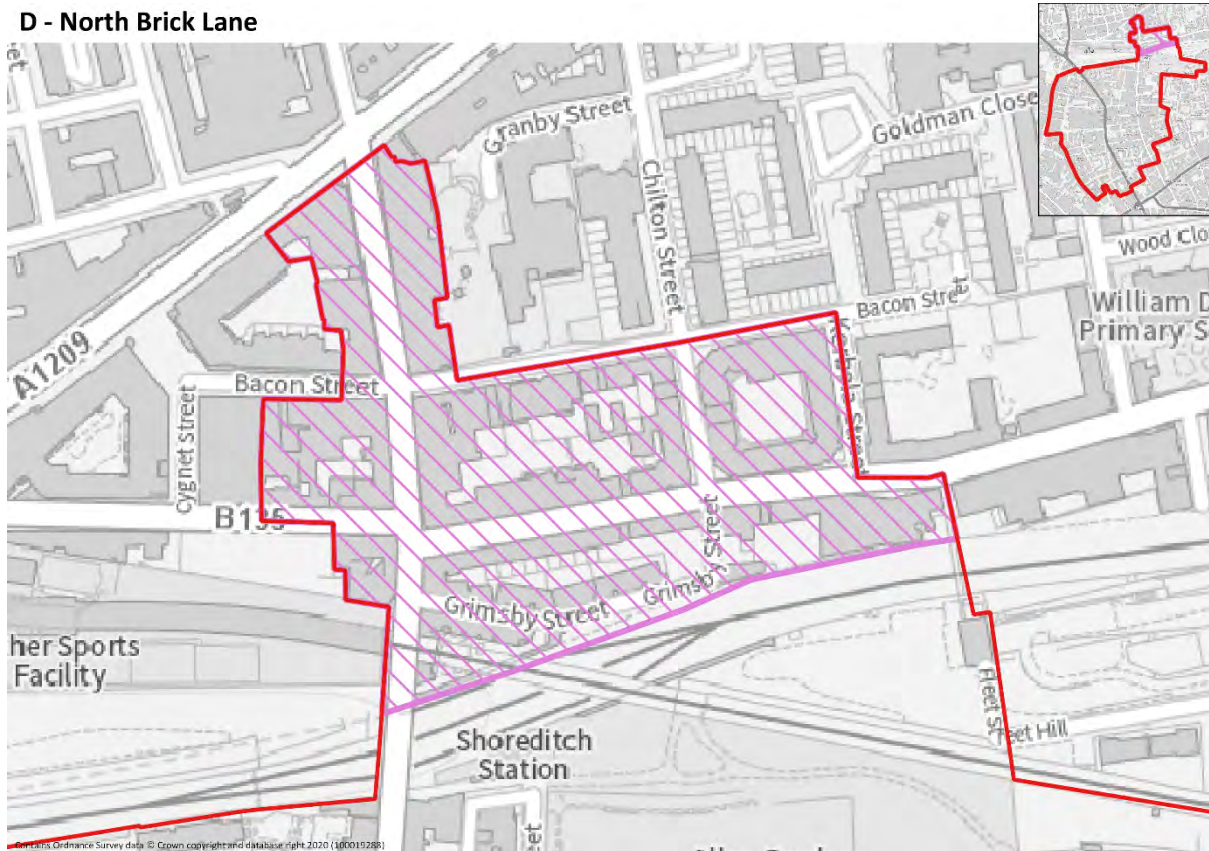 D - North Brick Lane
Granby Street
Goldman Close
Chilton Street
Wood Clo
Bacon Street
William D
Primary S
A1209
Bacon Street
Cygnet Street
B135
Street
Grimsby Street
Grimsby Street
her Sports
Facility
Fleet Street Hill
Shoreditch
Station
eet
Contains Ordnance Survey data © Crown copyright and database right 2020 (100019288)